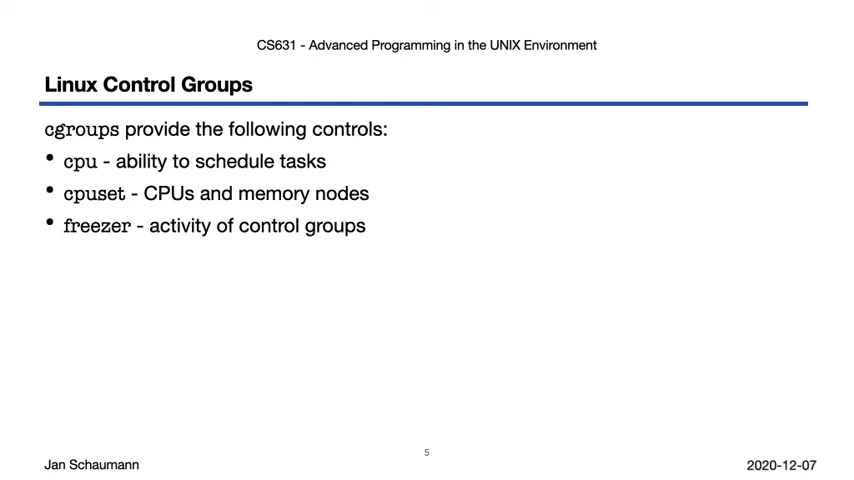 CS631 - Advanced Programming in the UNIX Environment
Linux Control Groups
cgroups provide the following controls:
• cpu - ability to schedule tasks
• cpuset - CPUs and memory nodes
• freezer - activity of control groups
5
Jan Schaumann
2020-12-07